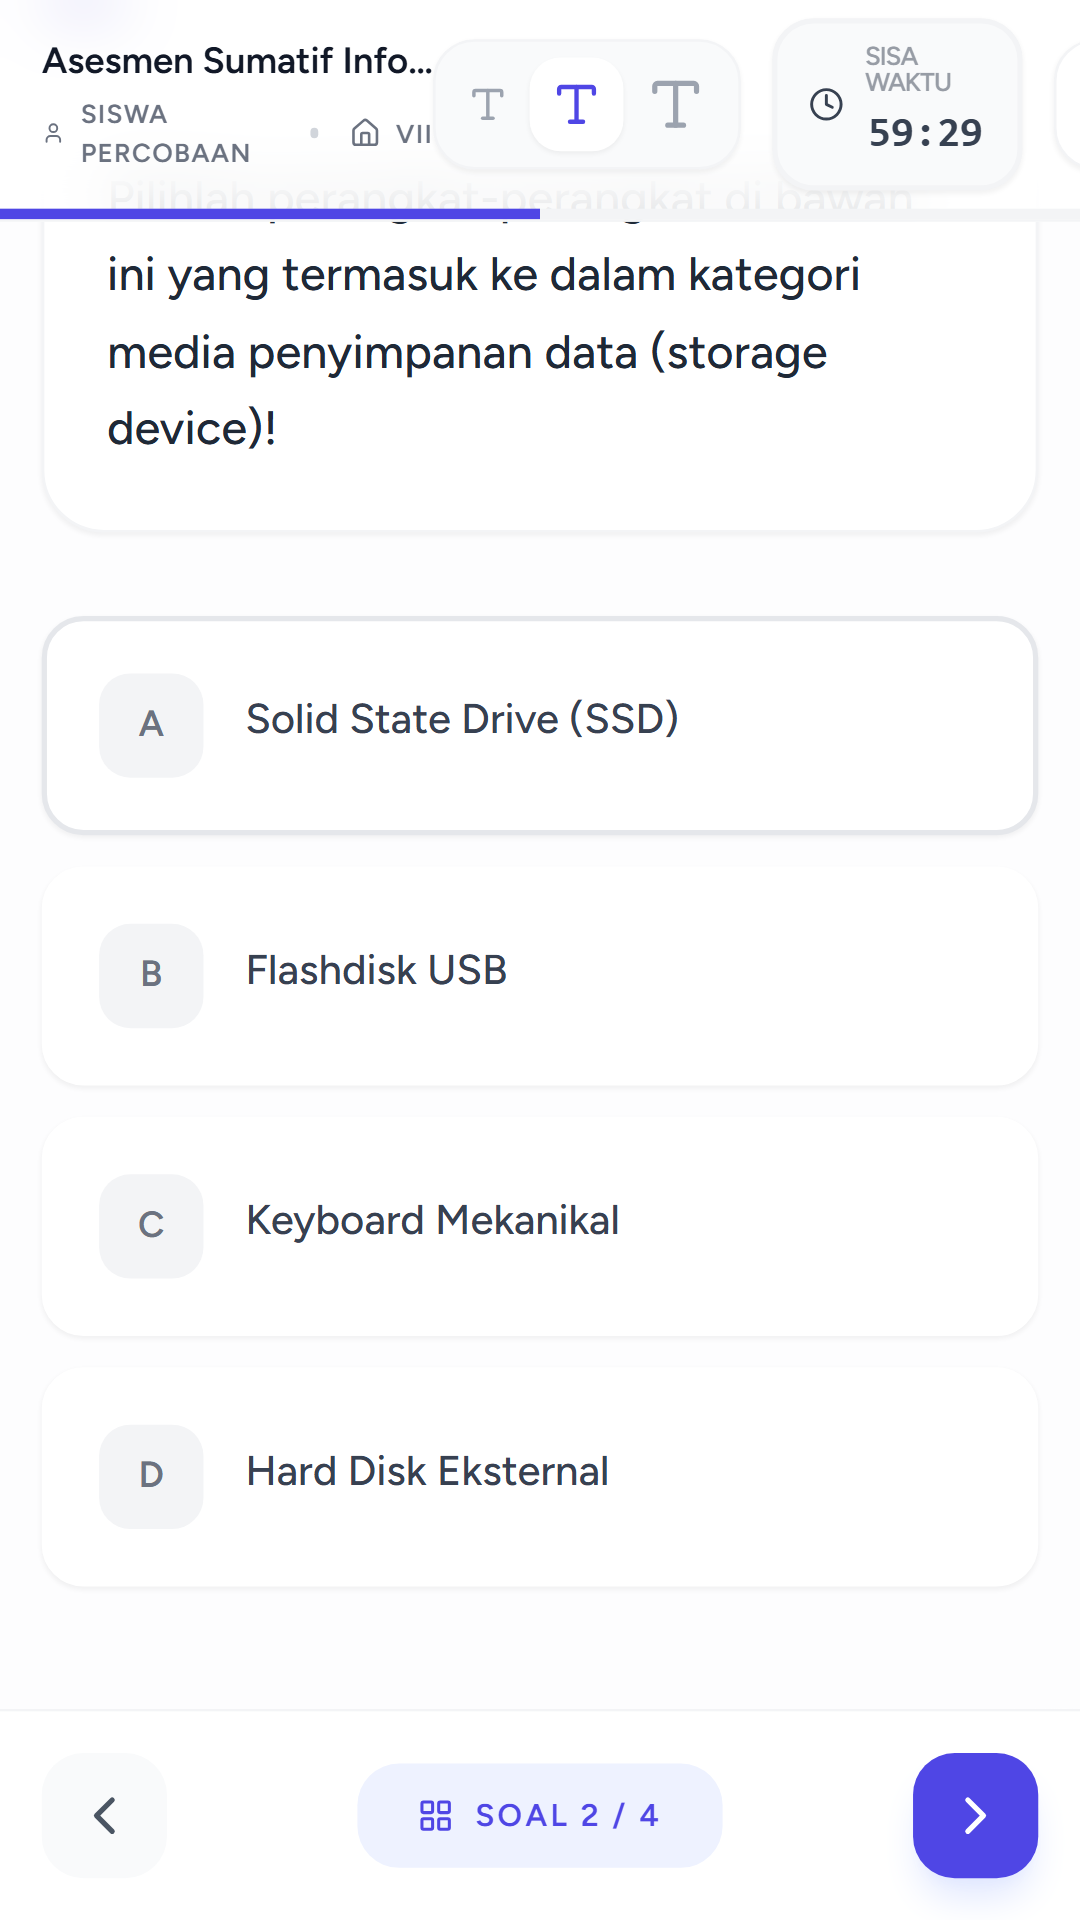 Asesmen Sumatif Info...
SISWA
PERCOBAAN
VII
SISA
WAKTU
59:29
Pilihlah perangkat-perangkat di bawah
ini yang termasuk ke dalam kategori
media penyimpanan data (storage
device)!
A Solid State Drive (SSD)
B Flashdisk USB
C Keyboard Mekanikal
D Hard Disk Eksternal
SOAL 2 / 4